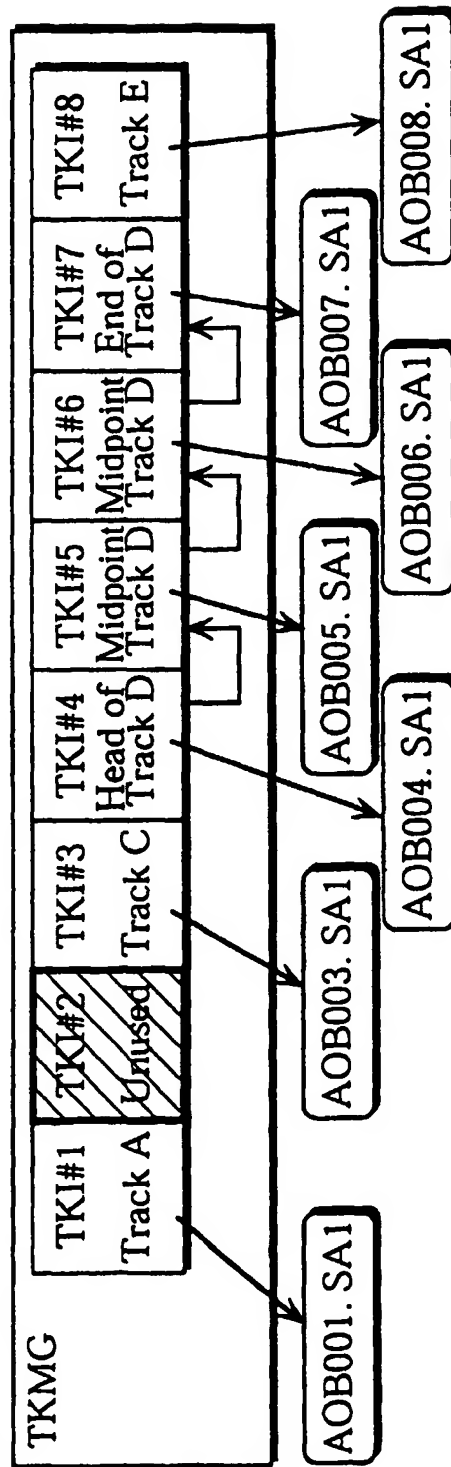 TKMG
TKI#1
Track A
TKI#2
Unused
TKI#3
Track C
TKI#4
Head of
Track D
TKI#5
Midpoint
Track D
TKI#6
Midpoint
Track D
TKI#7
End of
Track D
TKI#8
Track E
AOB001. SA1
AOB003. SA1
AOB004. SA1
AOB005. SA1
AOB006. SA1
AOB007. SA1
AOB008. SA1